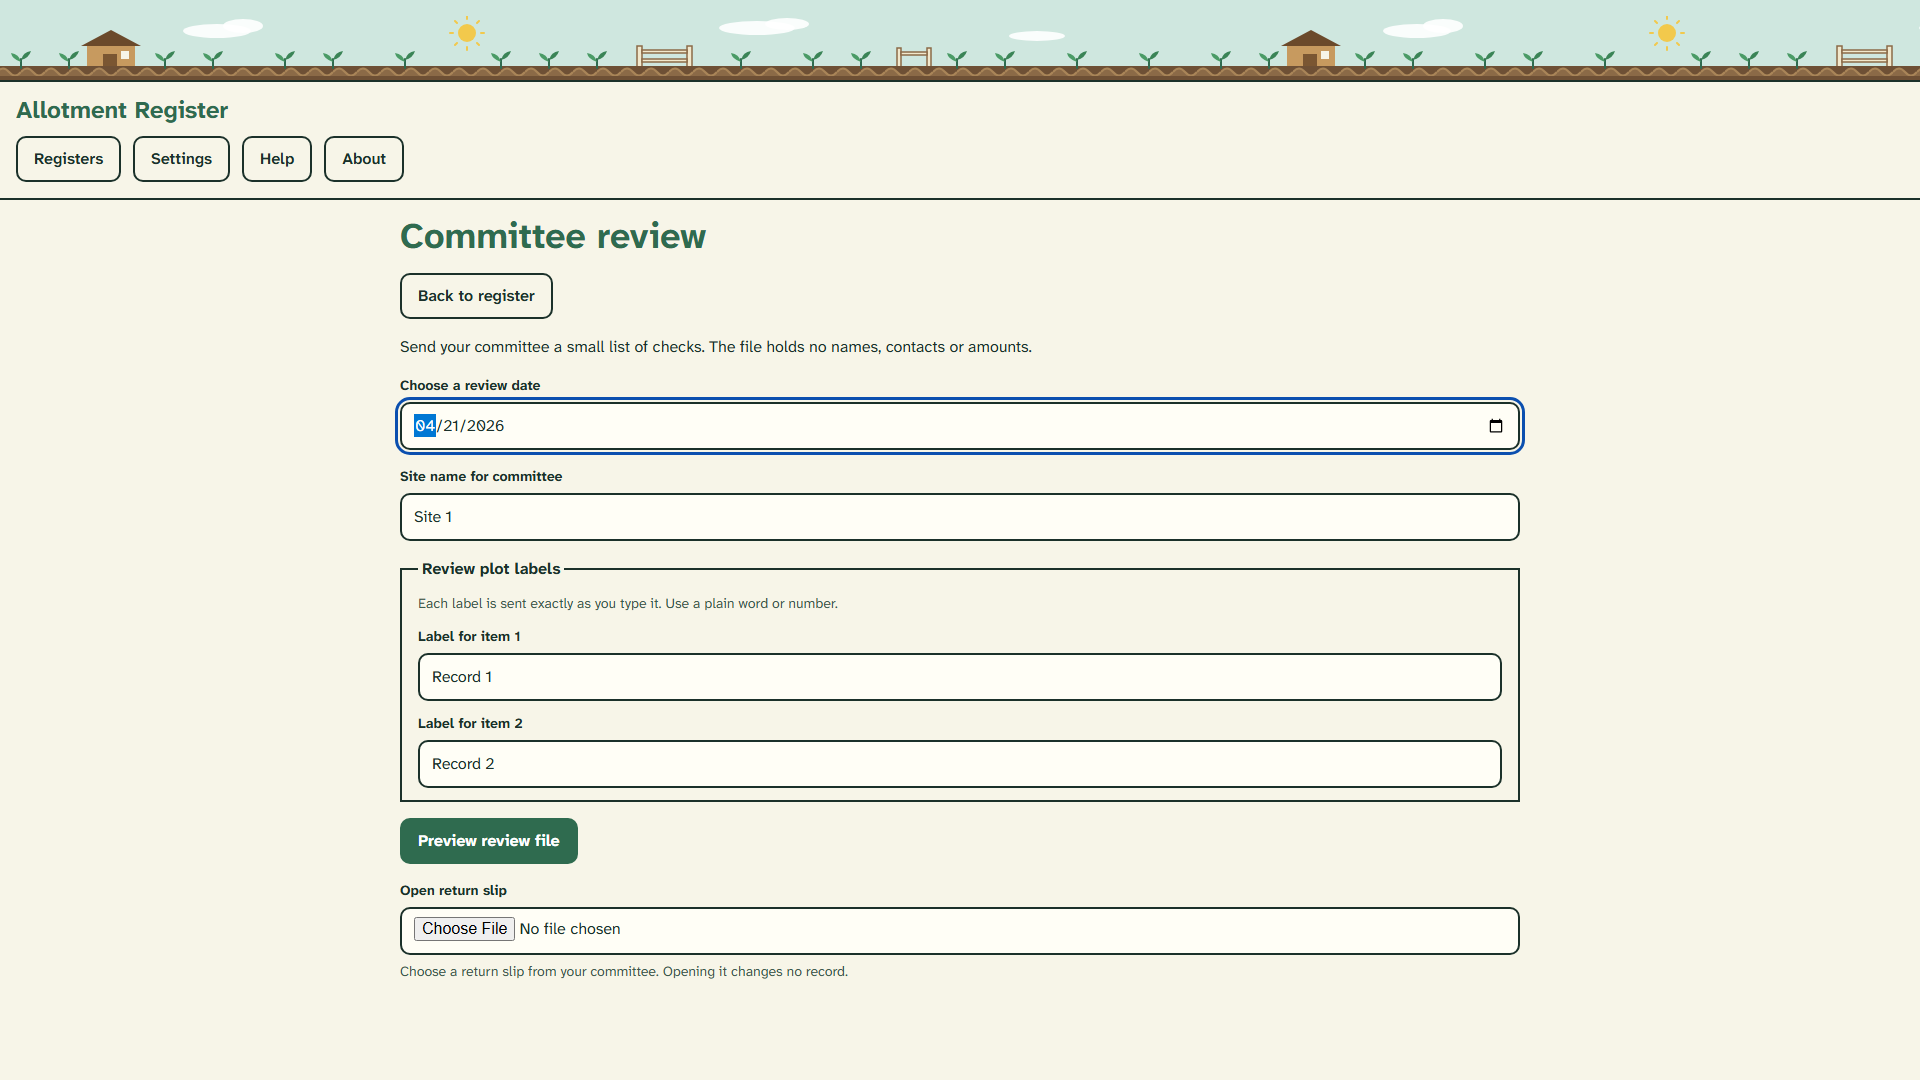 Allotment Register
Registers Settings Help About
Committee review
Back to register
Send your committee a small list of checks. The file holds no names, contacts or amounts.
Choose a review date
04/21/2026
Site name for committee
Site 1
Review plot labels
Each label is sent exactly as you type it. Use a plain word or number.
Label for item 1
Record 1
Label for item 2
Record 2
Preview review file
Open return slip
Choose File No file chosen
Choose a return slip from your committee. Opening it changes no record.